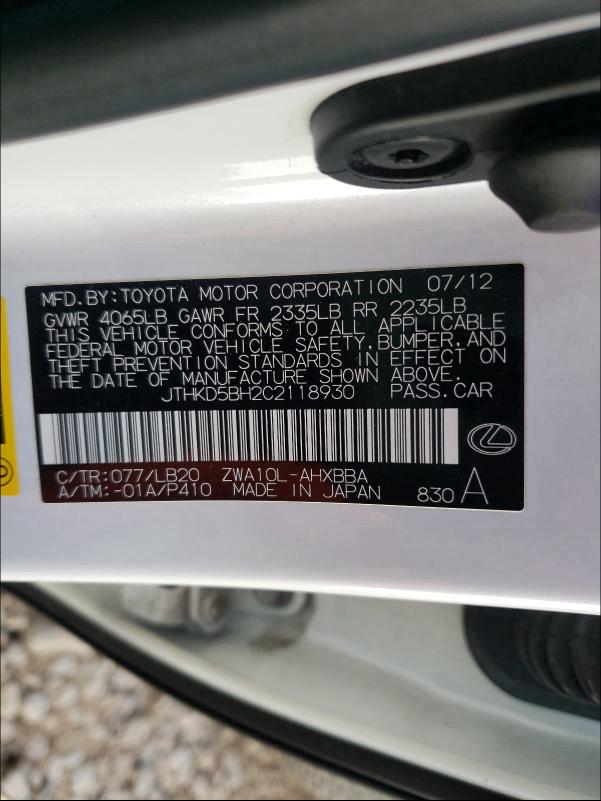 MFD.BY:TOYOTA MOTOR CORPORATION 07/12
GVWR 4065LB GAWR FR 2335LB RR 2235LB
THIS VEHICLE CONFORMS TO ALL APPLICABLE
FEDERAL MOTOR VEHICLE SAFETY,BUMPER,AND
THEFT PREVENTION STANDARDS IN EFFECT ON
THE DATE OF MANUFACTURE SHOWN ABOVE.
JTHKD5BH2C2118930 PASS.CAR
C/TR:077/LB20 ZWA10L-AHXBBA
A/TM:-01A/P410 MADE IN JAPAN 830 A